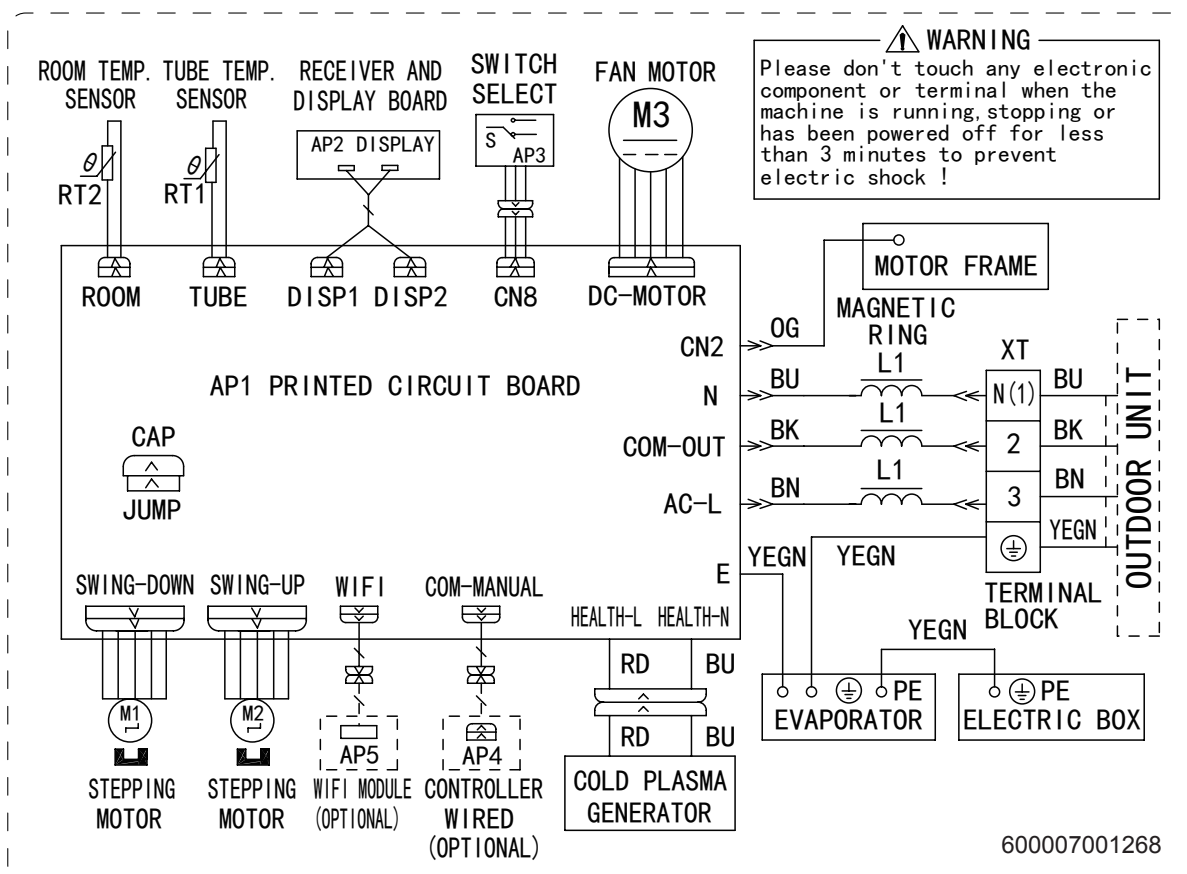 WARNING
Please don't touch any electronic
component or terminal when the
machine is running, stopping or
has been powered off for less
than 3 minutes to prevent
electric shock !
ROOM TEMP.
SENSOR
TUBE TEMP.
SENSOR
RECEIVER AND
DISPLAY BOARD
SWITCH
SELECT
FAN MOTOR
AP2 DISPLAY
S
AP3
M3
θ
RT2
θ
RT1
ROOM
TUBE
DISP1
DISP2
CN8
DC-MOTOR
MOTOR FRAME
MAGNETIC
RING
CN2
OG
AP1 PRINTED CIRCUIT BOARD
N
BU
L1
XT
N(1)
BU
COM-OUT
BK
L1
2
BK
AC-L
BN
L1
3
BN
YEGN
OUTDOOR UNIT
CAP
JUMP
E
YEGN
YEGN
TERMINAL
BLOCK
SWING-DOWN
SWING-UP
WIFI
COM-MANUAL
HEALTH-L
HEALTH-N
YEGN
RD
BU
PE
EVAPORATOR
PE
ELECTRIC BOX
M1
M2
AP5
AP4
RD
BU
STEPPING
MOTOR
STEPPING
MOTOR
WIFI MODULE
(OPTIONAL)
CONTROLLER
WIRED
(OPTIONAL)
COLD PLASMA
GENERATOR
600007001268